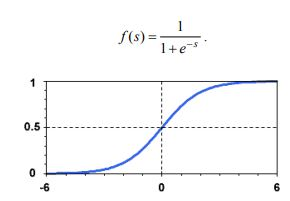 f(s) = 1 / (1 + e^{-s}) .
1
0.5
0
-6 0 6